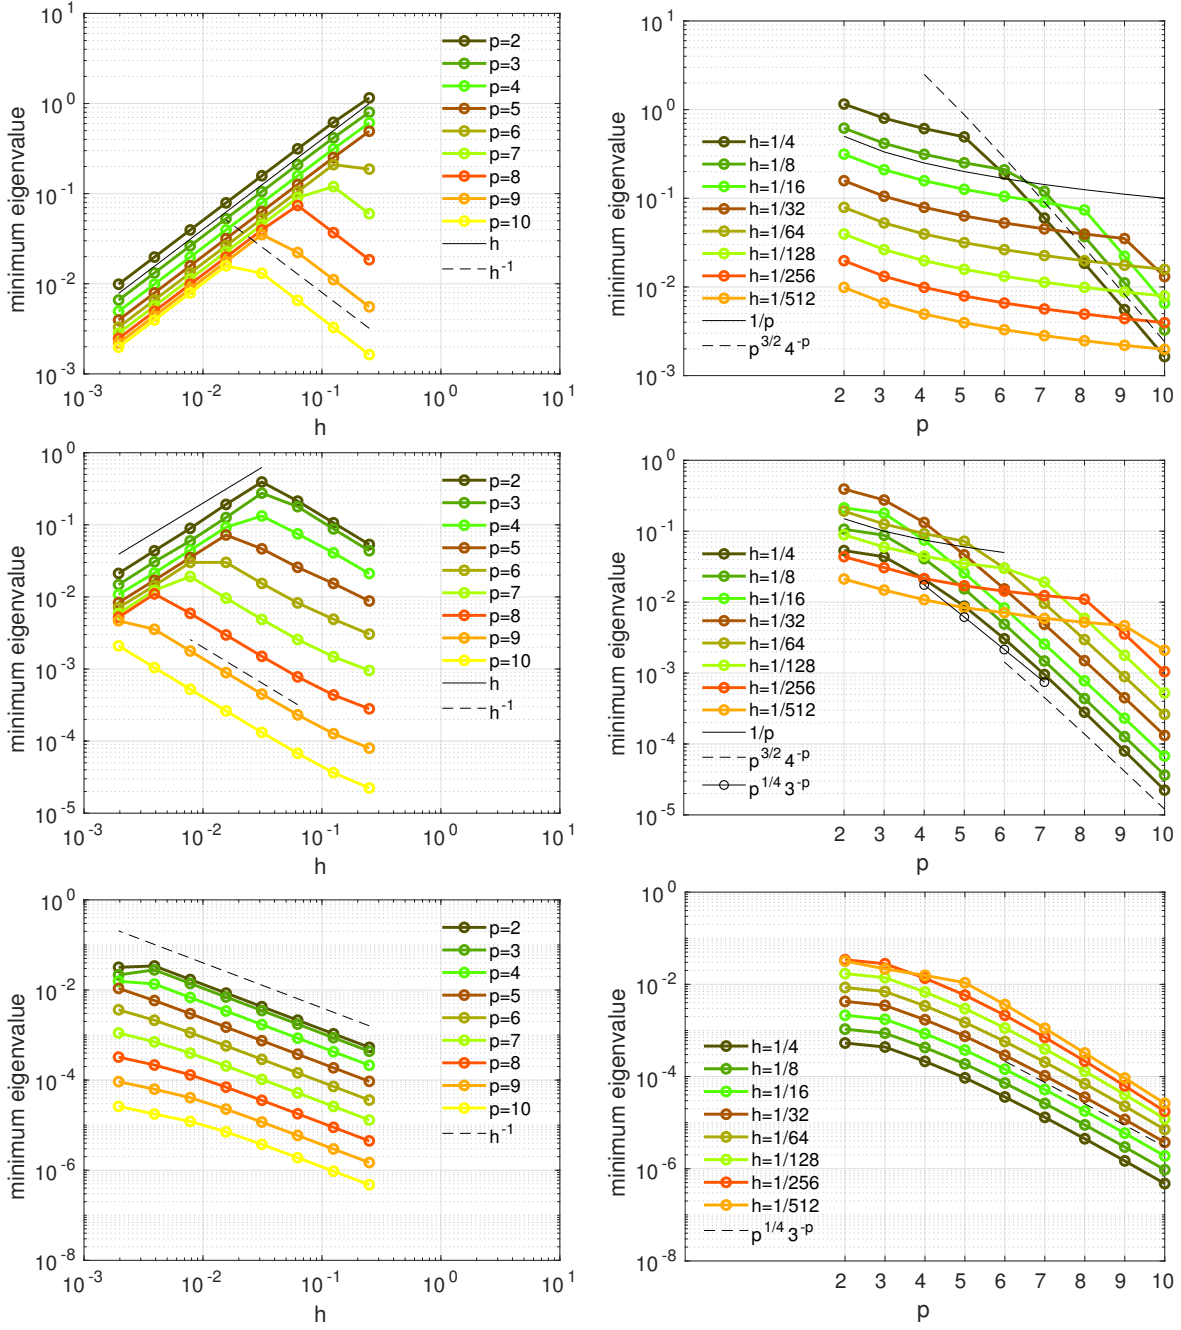 minimum eigenvalue
10^1
10^0
10^-1
10^-2
10^-3
10^-3
10^-2
10^-1
10^0
10^1
h
p=2
p=3
p=4
p=5
p=6
p=7
p=8
p=9
p=10
h
h^-1
minimum eigenvalue
10^1
10^0
10^-1
10^-2
10^-3
2
3
4
5
6
7
8
9
10
p
h=1/4
h=1/8
h=1/16
h=1/32
h=1/64
h=1/128
h=1/256
h=1/512
1/p
p^3/2 4^-p
minimum eigenvalue
10^0
10^-1
10^-2
10^-3
10^-4
10^-5
10^-3
10^-2
10^-1
10^0
10^1
h
p=2
p=3
p=4
p=5
p=6
p=7
p=8
p=9
p=10
h
h^-1
minimum eigenvalue
10^0
10^-1
10^-2
10^-3
10^-4
10^-5
2
3
4
5
6
7
8
9
10
p
h=1/4
h=1/8
h=1/16
h=1/32
h=1/64
h=1/128
h=1/256
h=1/512
1/p
p^3/2 4^-p
p^1/4 3^-p
minimum eigenvalue
10^0
10^-2
10^-4
10^-6
10^-8
10^-3
10^-2
10^-1
10^0
10^1
h
p=2
p=3
p=4
p=5
p=6
p=7
p=8
p=9
p=10
h^-1
minimum eigenvalue
10^0
10^-2
10^-4
10^-6
10^-8
2
3
4
5
6
7
8
9
10
p
h=1/4
h=1/8
h=1/16
h=1/32
h=1/64
h=1/128
h=1/256
h=1/512
p^1/4 3^-p